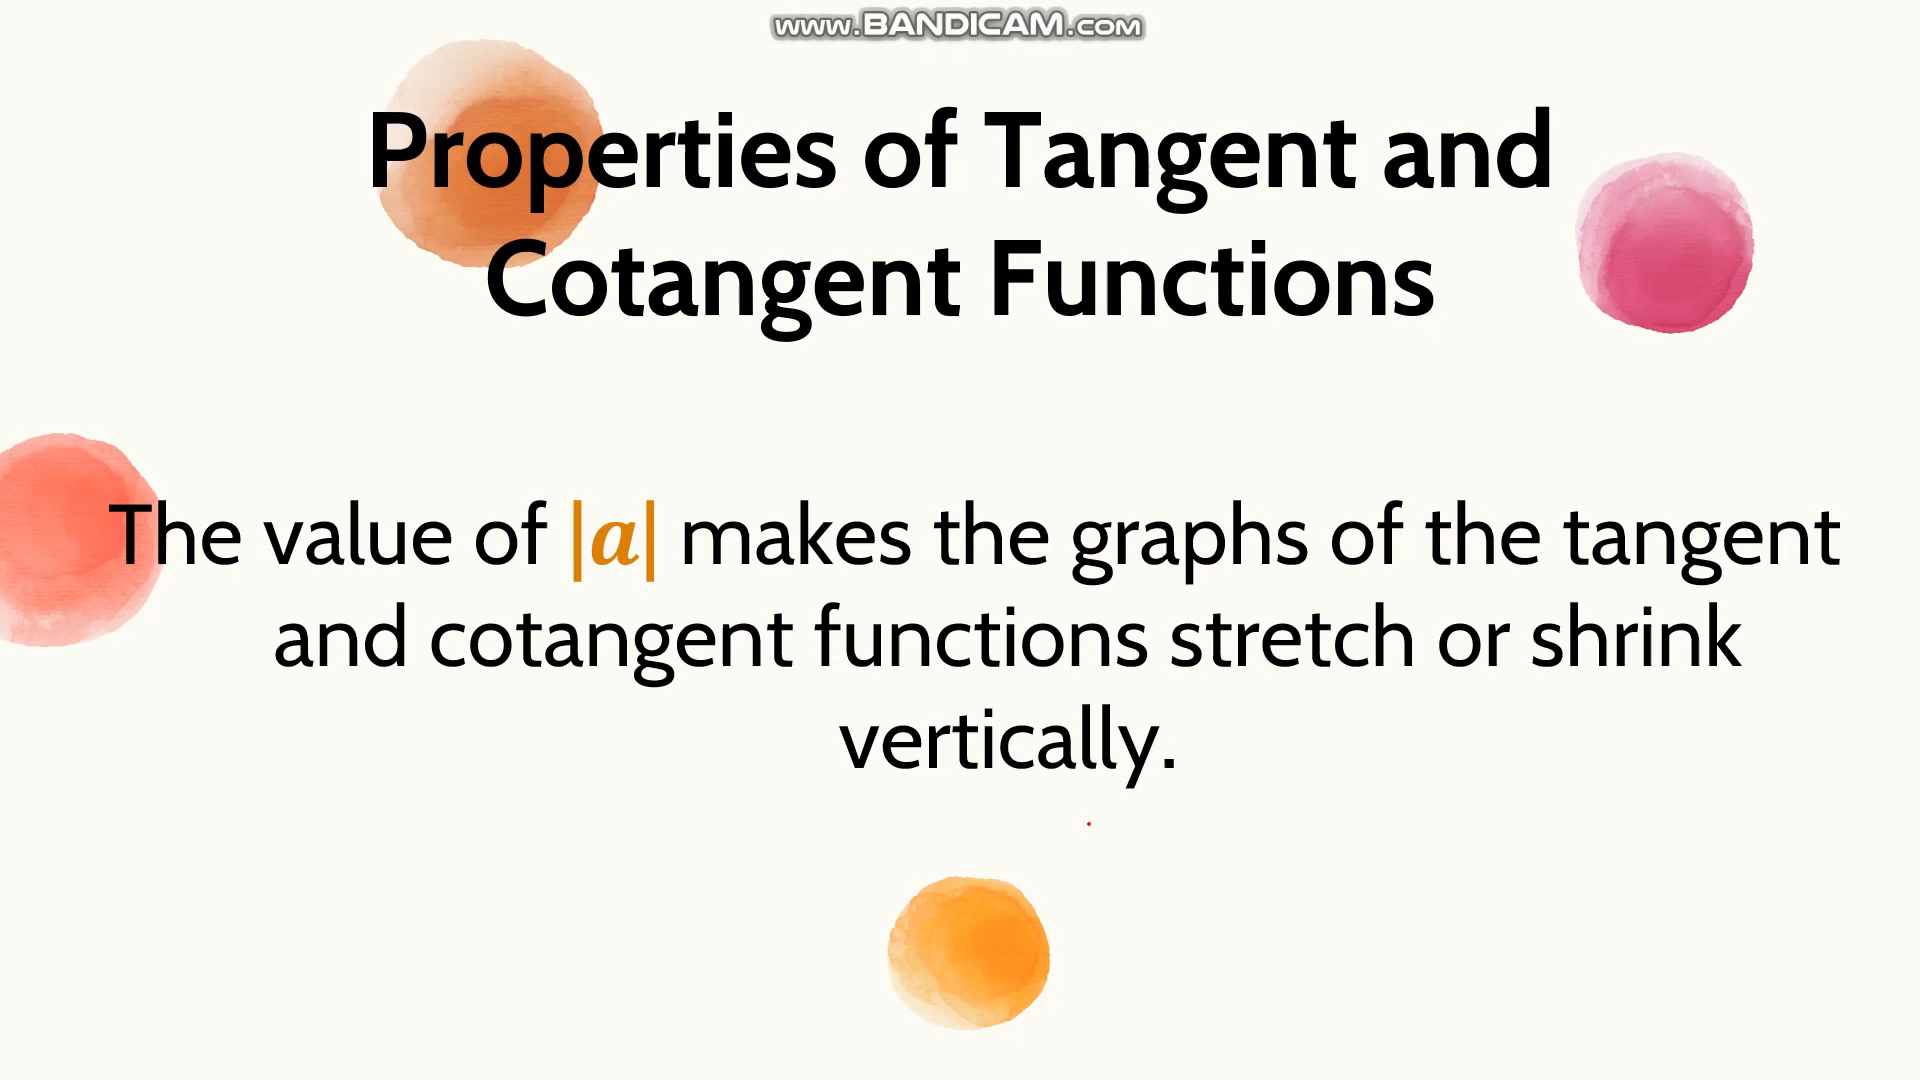 www.BANDICAM.com
Properties of Tangent and
Cotangent Functions
The value of |a| makes the graphs of the tangent
and cotangent functions stretch or shrink
vertically.